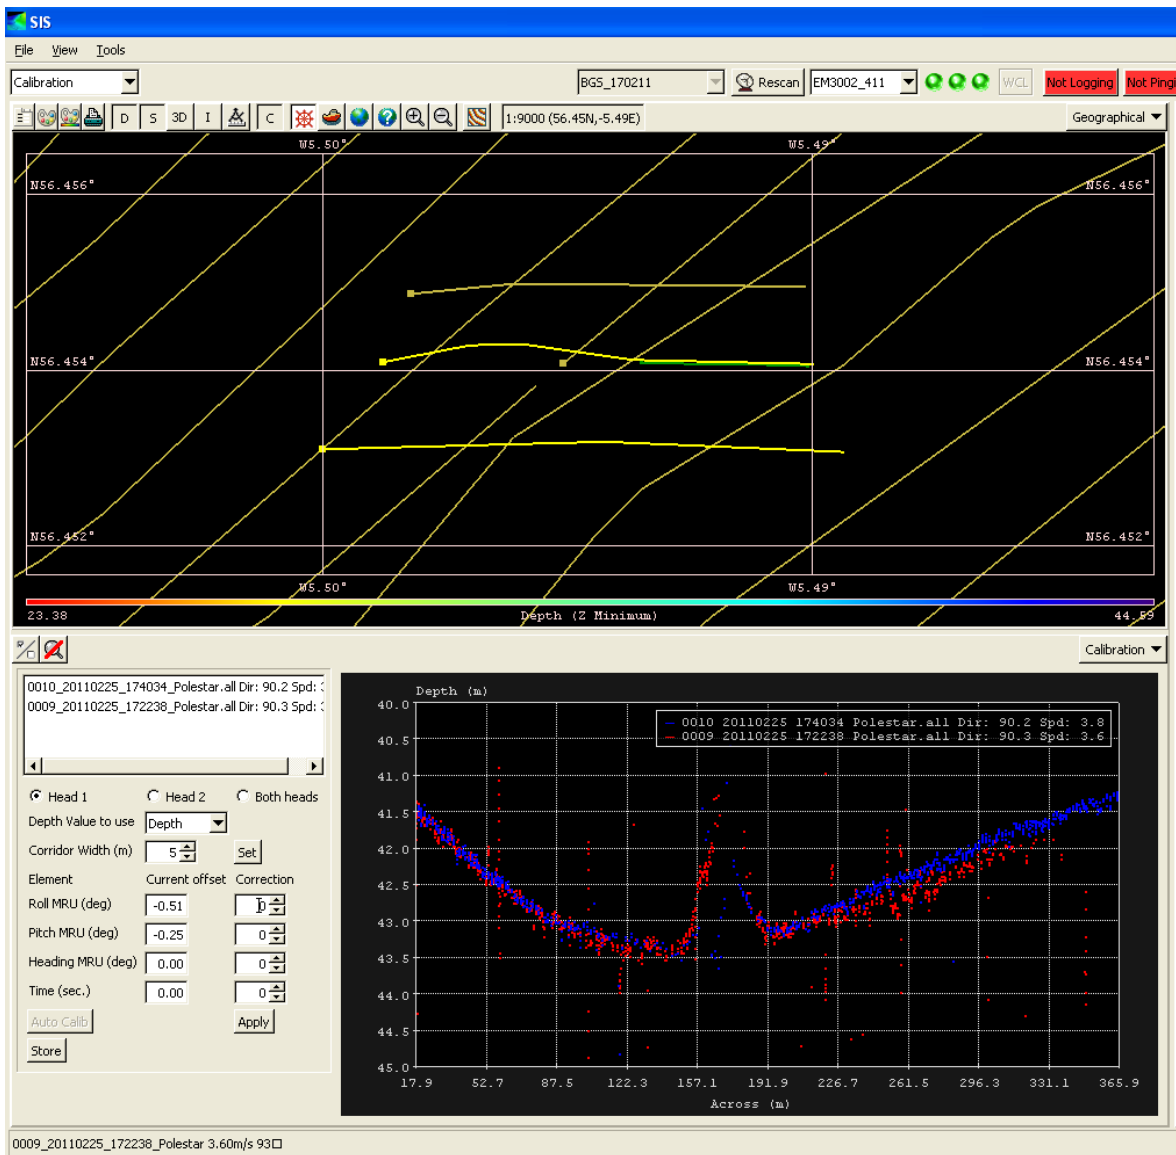 SIS
File View Tools
Calibration BGS_170211 Rescan EM3002_411 WCL Not Logging Not Pingi
D S 3D I C 1:9000 (56.45N,-5.49E) Geographical
W5.50° W5.49°
N56.456° N56.456°
N56.454° N56.454°
N56.452° N56.452°
W5.50° W5.49°
23.38 Depth (Z Minimum) 44.59
Calibration
0010_20110225_174034_Polestar.all Dir: 90.2 Spd: 3
0009_20110225_172238_Polestar.all Dir: 90.3 Spd: 3
Head 1 Head 2 Both heads
Depth Value to use Depth
Corridor Width (m) 5 Set
Element Current offset Correction
Roll MRU (deg) -0.51 0
Pitch MRU (deg) -0.25 0
Heading MRU (deg) 0.00 0
Time (sec.) 0.00 0
Auto Calib Apply
Store
Depth (m)
0010 20110225 174034 Polestar.all Dir: 90.2 Spd: 3.8
0009 20110225 172238 Polestar.all Dir: 90.3 Spd: 3.6
40.0
40.5
41.0
41.5
42.0
42.5
43.0
43.5
44.0
44.5
45.0
17.9 52.7 87.5 122.3 157.1 191.9 226.7 261.5 296.3 331.1 365.9
Across (m)
0009_20110225_172238_Polestar 3.60m/s 93□